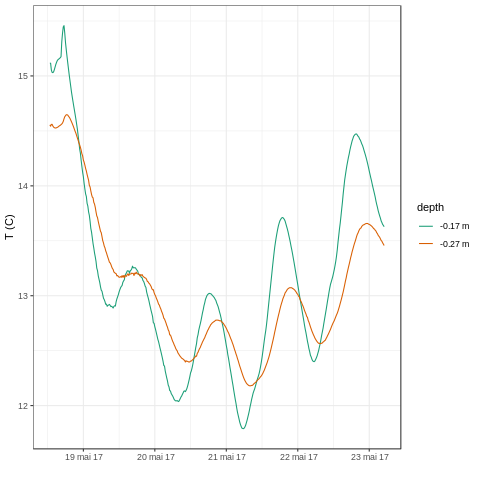 15
14
13
12
T (C)
19 mai 17
20 mai 17
21 mai 17
22 mai 17
23 mai 17
depth
-0.17 m
-0.27 m